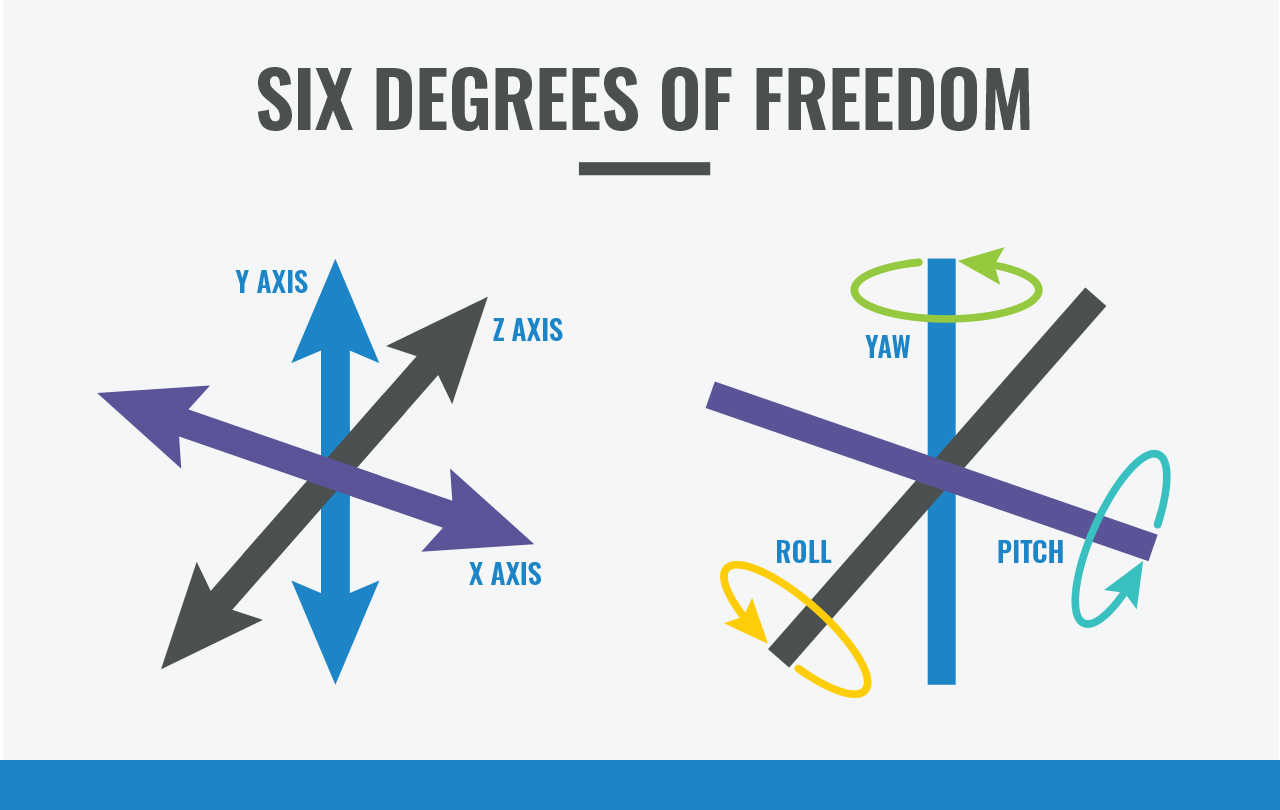 SIX DEGREES OF FREEDOM
Y AXIS
Z AXIS
X AXIS
YAW
ROLL
PITCH